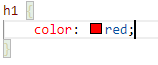 h1 {
    color: red;
}